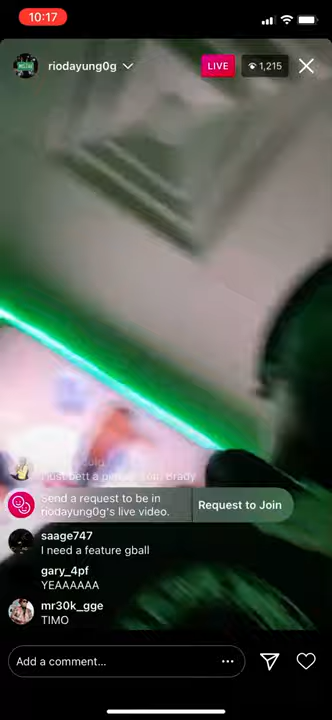 10:17
riodayung0g
LIVE
1,215
Brady
Send a request to be in
riodayung0g's live video.
Request to Join
saage747
I need a feature gball
gary_4pf
YEAAAAAA
mr30k_gge
TIMO
Add a comment...